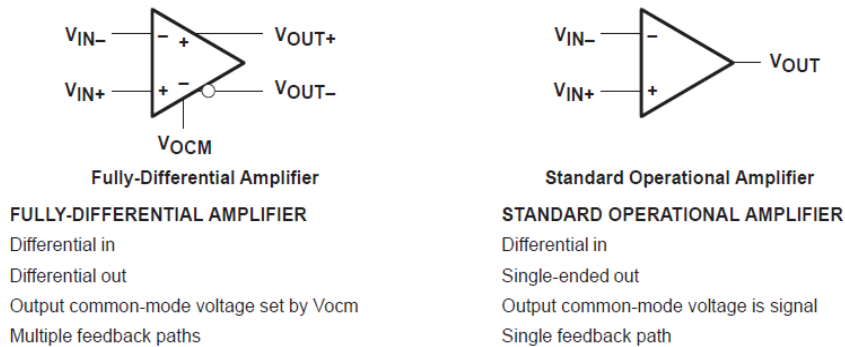 VIN–
– +
VOUT+
VIN+
+ –
VOUT–
VOCM
Fully-Differential Amplifier
FULLY-DIFFERENTIAL AMPLIFIER
Differential in
Differential out
Output common-mode voltage set by Vocm
Multiple feedback paths
VIN–
–
VOUT
VIN+
+
Standard Operational Amplifier
STANDARD OPERATIONAL AMPLIFIER
Differential in
Single-ended out
Output common-mode voltage is signal
Single feedback path